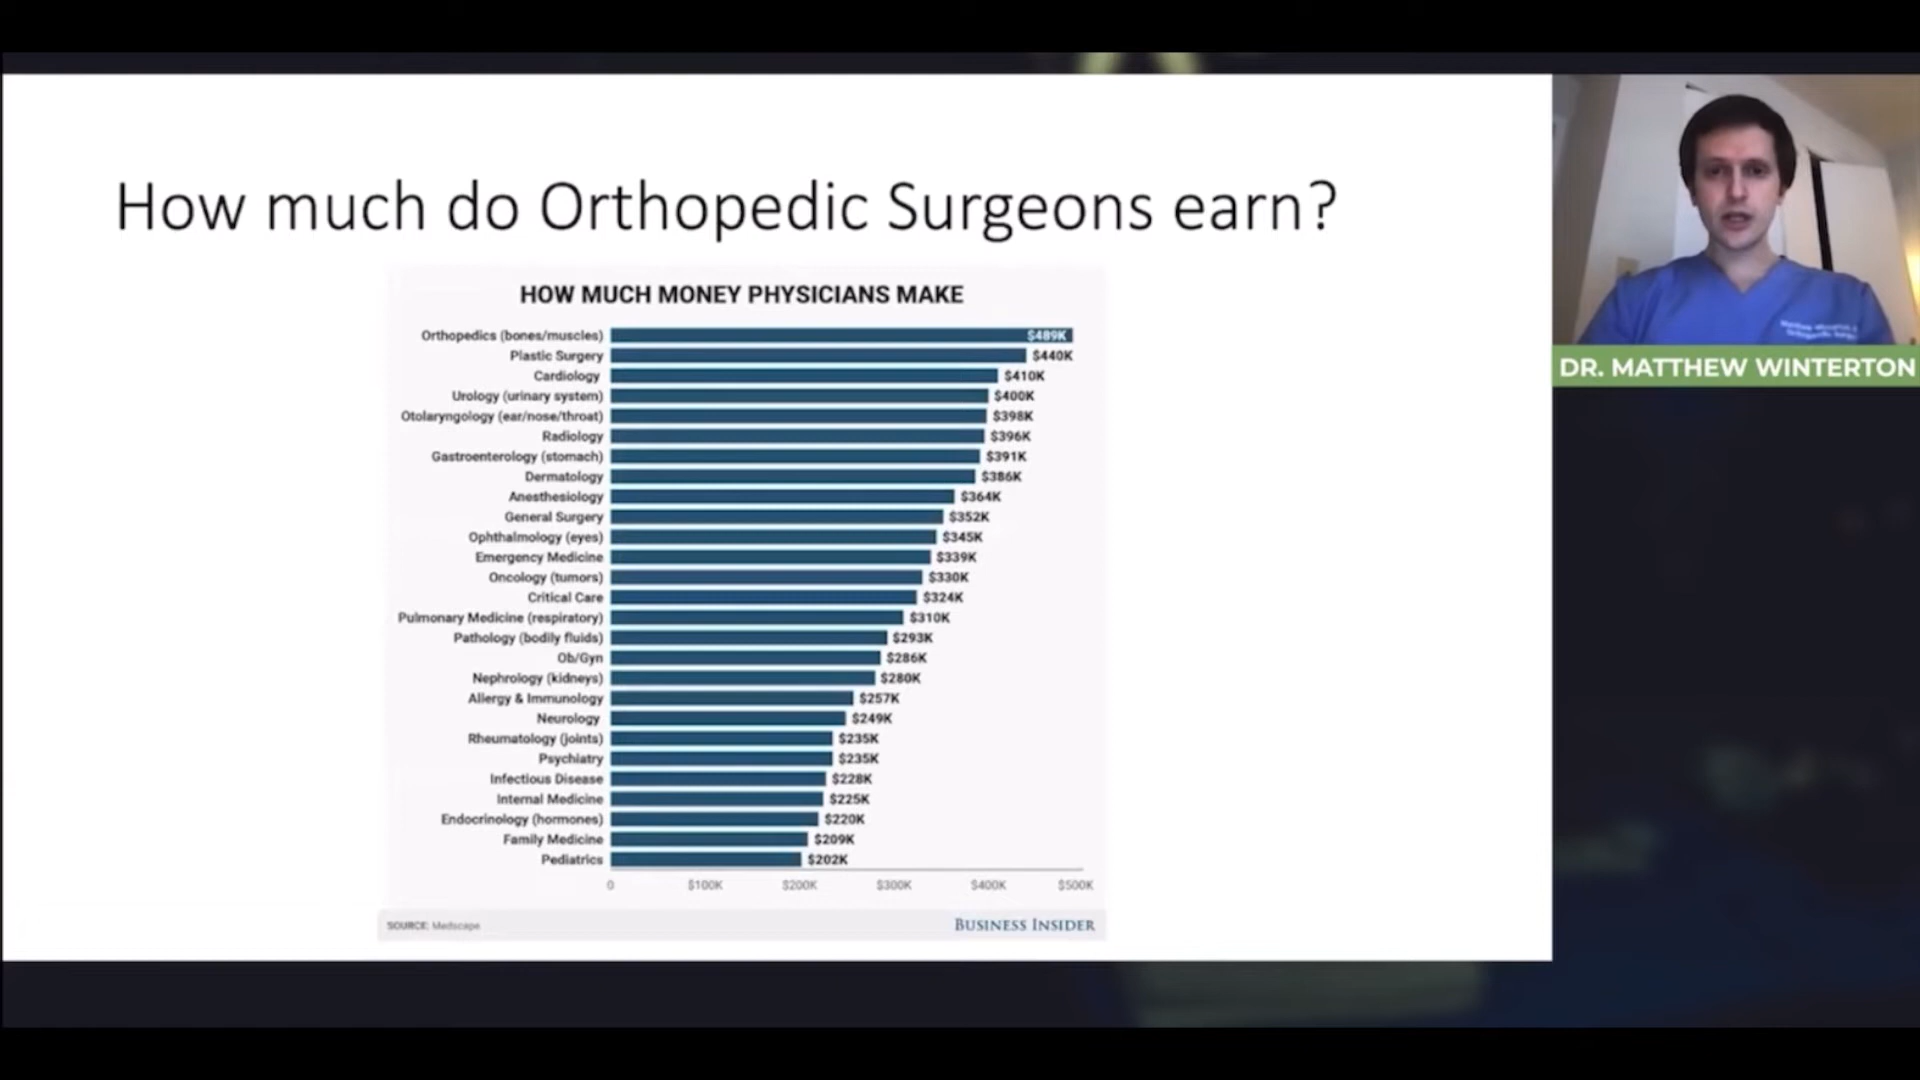 How much do Orthopedic Surgeons earn?
HOW MUCH MONEY PHYSICIANS MAKE
Orthopedics (bones/muscles) $489K
Plastic Surgery $440K
Cardiology $410K
Urology (urinary system) $400K
Otolaryngology (ear/nose/throat) $398K
Radiology $396K
Gastroenterology (stomach) $391K
Dermatology $386K
Anesthesiology $364K
General Surgery $352K
Ophthalmology (eyes) $345K
Emergency Medicine $339K
Oncology (tumors) $330K
Critical Care $324K
Pulmonary Medicine (respiratory) $310K
Pathology (bodily fluids) $293K
Ob/Gyn $286K
Nephrology (kidneys) $280K
Allergy & Immunology $257K
Neurology $249K
Rheumatology (joints) $235K
Psychiatry $235K
Infectious Disease $228K
Internal Medicine $225K
Endocrinology (hormones) $220K
Family Medicine $209K
Pediatrics $202K
0 $100K $200K $300K $400K $500K
SOURCE: Medscape BUSINESS INSIDER
DR. MATTHEW WINTERTON